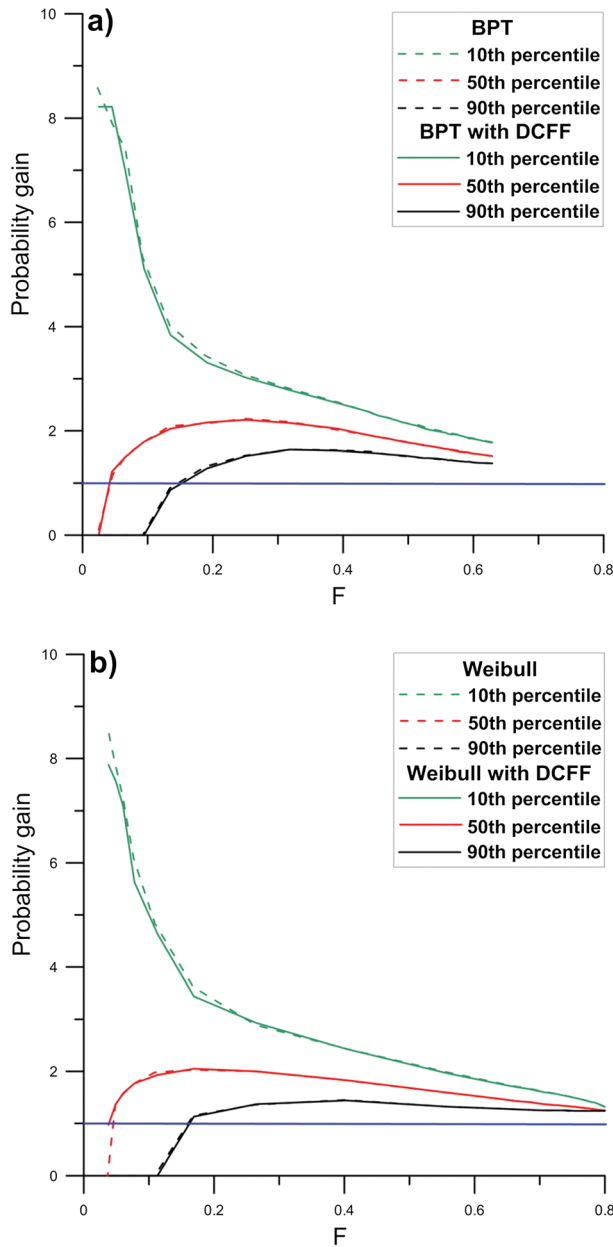 a)
BPT
10th percentile
50th percentile
90th percentile
BPT with DCFF
10th percentile
50th percentile
90th percentile
Probability gain
10
8
6
4
2
0
0 0.2 0.4 0.6 0.8
F
b)
Weibull
10th percentile
50th percentile
90th percentile
Weibull with DCFF
10th percentile
50th percentile
90th percentile
Probability gain
10
8
6
4
2
0
0 0.2 0.4 0.6 0.8
F